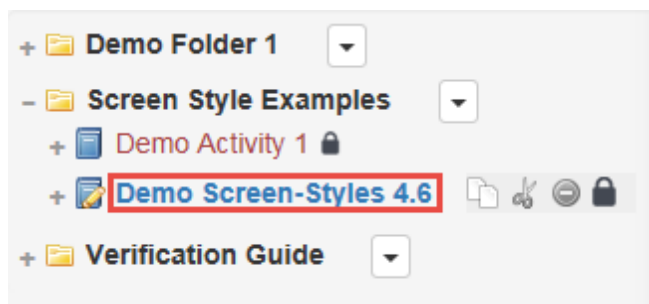 Demo Folder 1
Screen Style Examples
Demo Activity 1
Demo Screen-Styles 4.6
Verification Guide